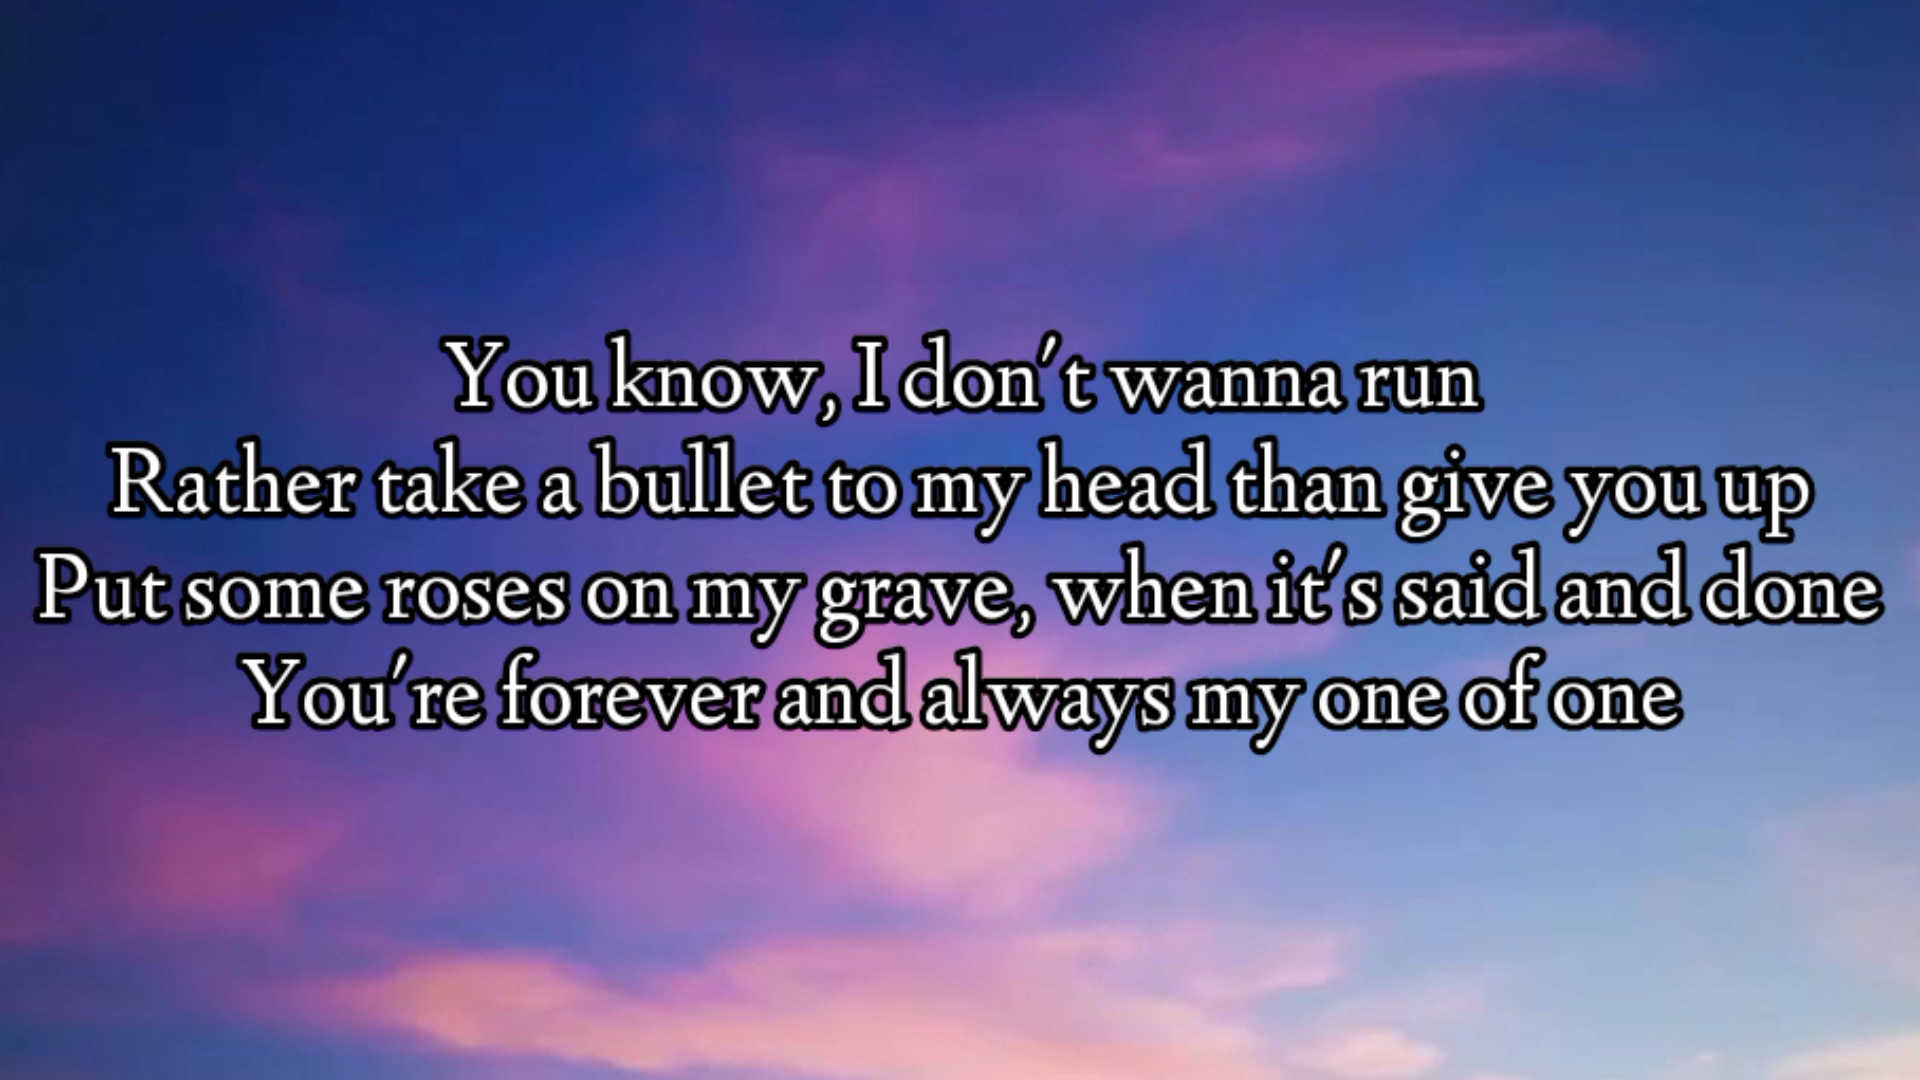 You know, I don't wanna run
Rather take a bullet to my head than give you up
Put some roses on my grave, when it's said and done
You're forever and always my one of one